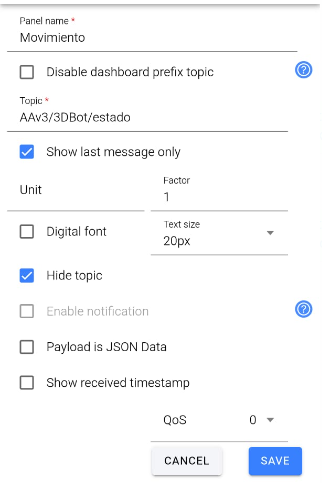 Panel name *
Movimiento
Disable dashboard prefix topic
?
Topic *
AAv3/3DBot/estado
Show last message only
Unit
Factor
1
Digital font
Text size
20px
Hide topic
Enable notification
?
Payload is JSON Data
Show received timestamp
QoS 0
CANCEL SAVE